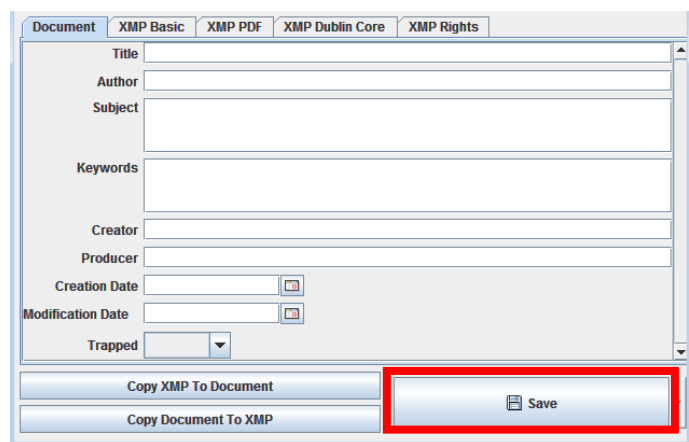 Document XMP Basic XMP PDF XMP Dublin Core XMP Rights
Title
Author
Subject
Keywords
Creator
Producer
Creation Date
Modification Date
Trapped
Copy XMP To Document
Save
Copy Document To XMP